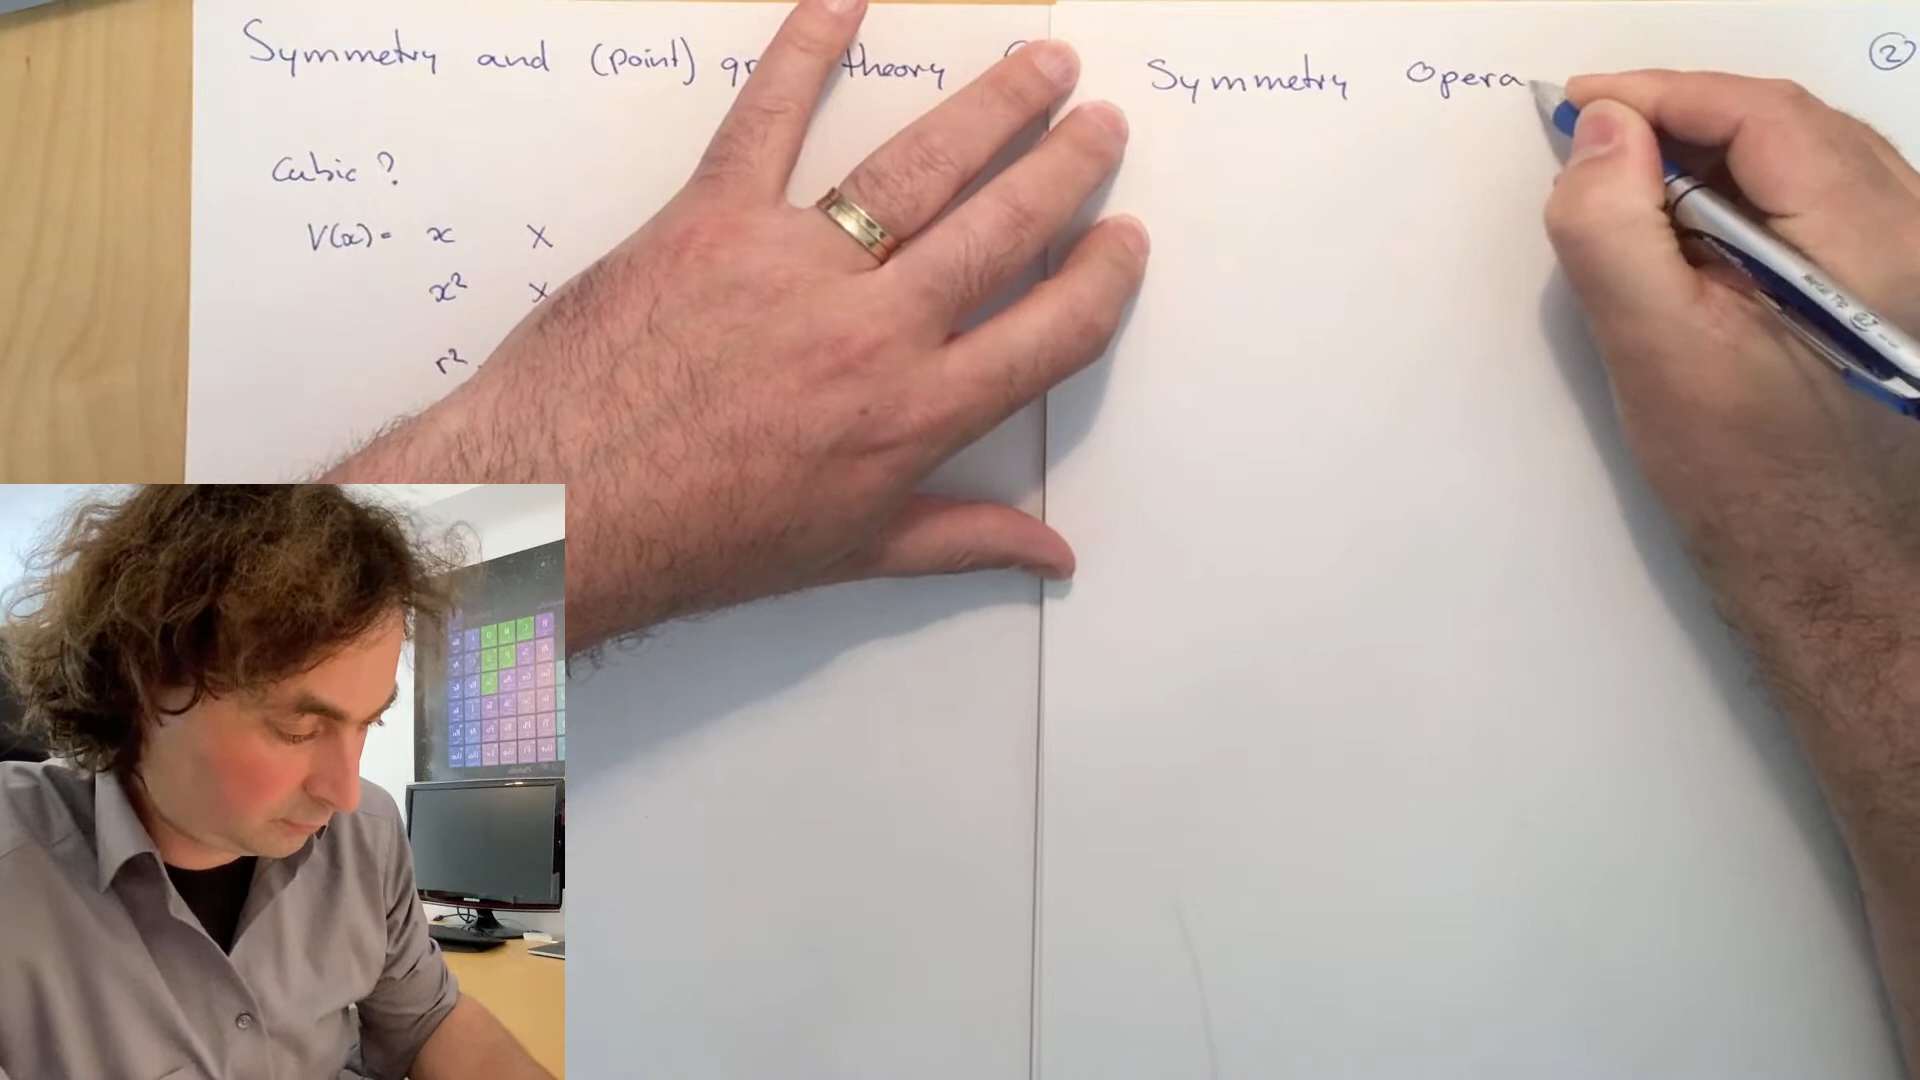 Symmetry and (point) gr theory
Cubic ?
V(x) = x X
x² X
r²
Symmetry Opera
2